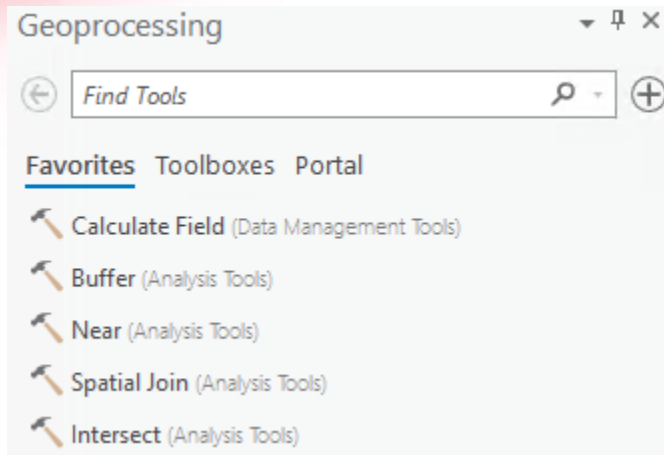 Geoprocessing
Find Tools
Favorites Toolboxes Portal
Calculate Field (Data Management Tools)
Buffer (Analysis Tools)
Near (Analysis Tools)
Spatial Join (Analysis Tools)
Intersect (Analysis Tools)